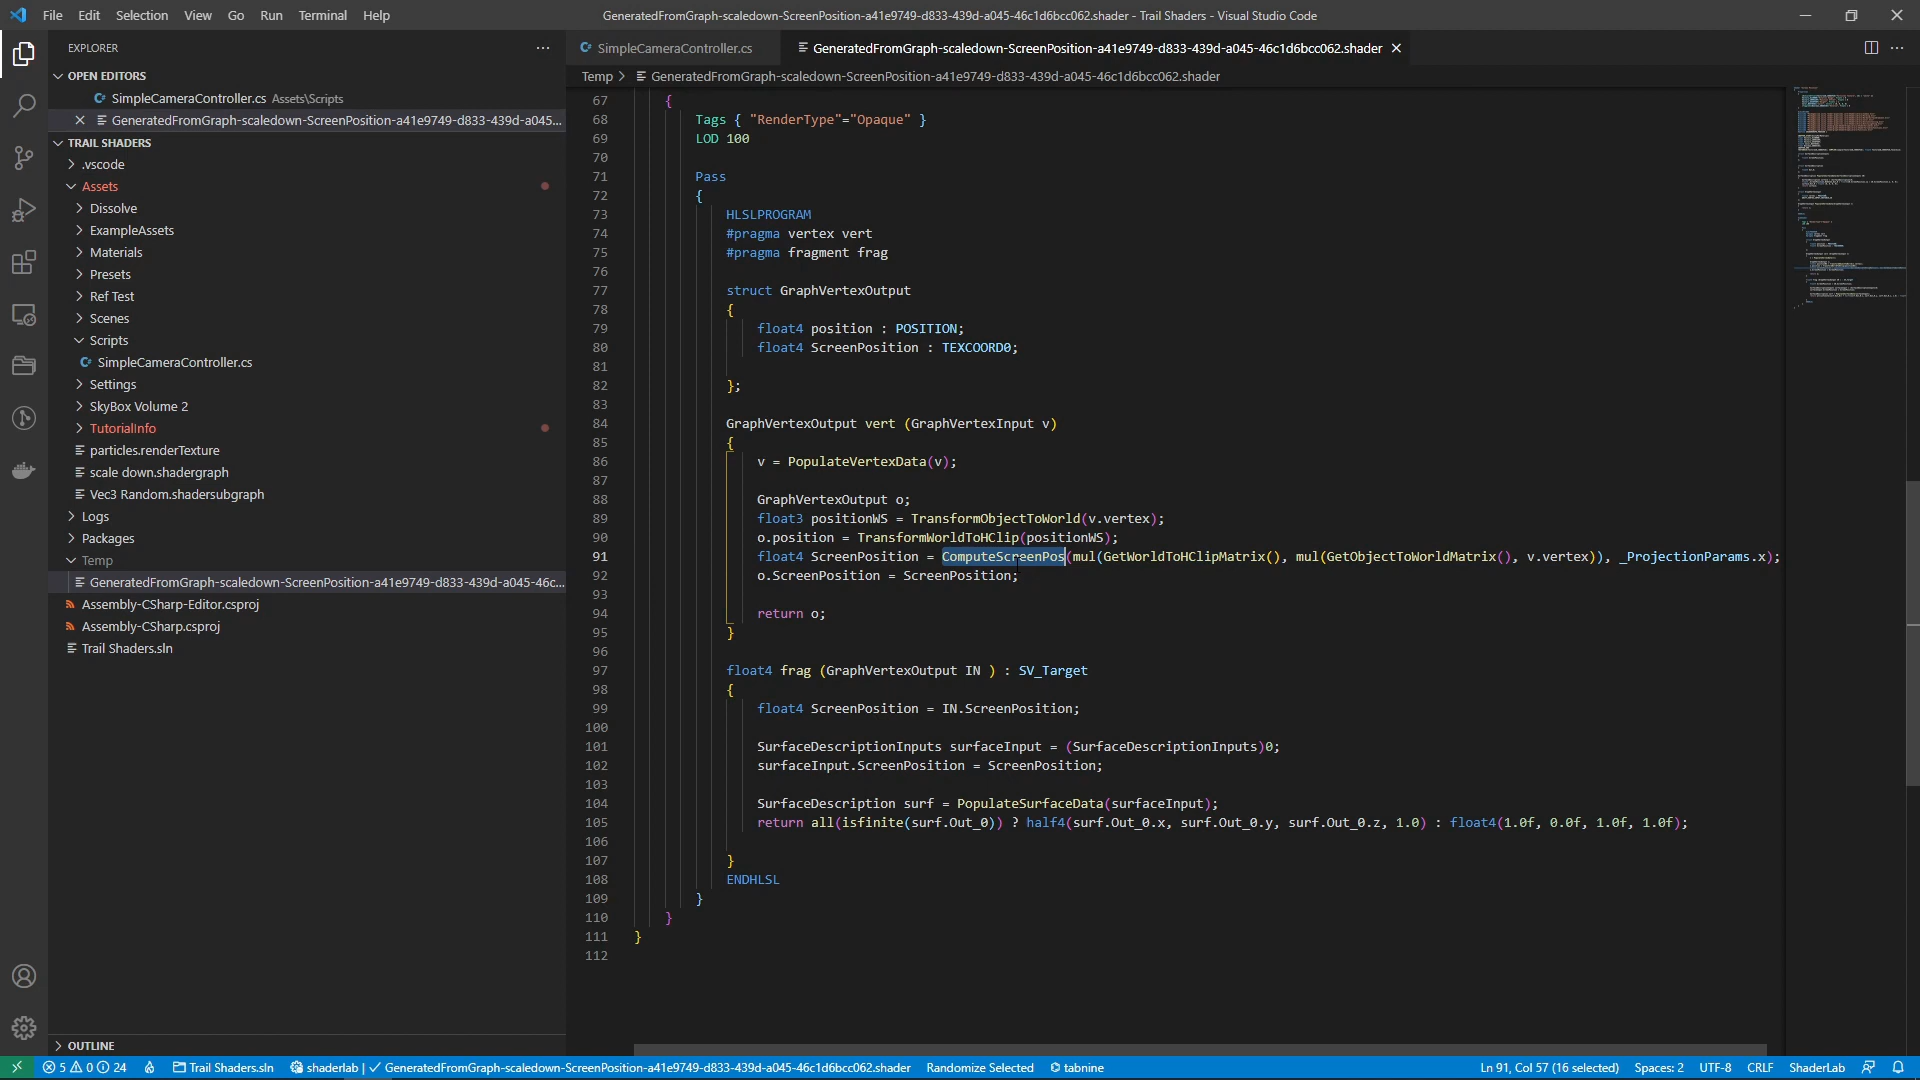 File Edit Selection View Go Run Terminal Help
GeneratedFromGraph-scaledown-ScreenPosition-a41e9749-d833-439d-a045-46c1d6bcc062.shader - Trail Shaders - Visual Studio Code
EXPLORER
OPEN EDITORS
SimpleCameraController.cs Assets\Scripts
GeneratedFromGraph-scaledown-ScreenPosition-a41e9749-d833-439d-a045...
TRAIL SHADERS
.vscode
Assets
Dissolve
ExampleAssets
Materials
Presets
Ref Test
Scenes
Scripts
SimpleCameraController.cs
Settings
SkyBox Volume 2
TutorialInfo
particles.renderTexture
scale down.shadergraph
Vec3 Random.shadersubgraph
Logs
Packages
Temp
GeneratedFromGraph-scaledown-ScreenPosition-a41e9749-d833-439d-a045-46c...
Assembly-CSharp-Editor.csproj
Assembly-CSharp.csproj
Trail Shaders.sln
OUTLINE
SimpleCameraController.cs
GeneratedFromGraph-scaledown-ScreenPosition-a41e9749-d833-439d-a045-46c1d6bcc062.shader
Temp > GeneratedFromGraph-scaledown-ScreenPosition-a41e9749-d833-439d-a045-46c1d6bcc062.shader
67 {
68 Tags { "RenderType"="Opaque" }
69 LOD 100
70
71 Pass
72 {
73 HLSLPROGRAM
74 #pragma vertex vert
75 #pragma fragment frag
76
77 struct GraphVertexOutput
78 {
79 float4 position : POSITION;
80 float4 ScreenPosition : TEXCOORD0;
81
82 };
83
84 GraphVertexOutput vert (GraphVertexInput v)
85 {
86 v = PopulateVertexData(v);
87
88 GraphVertexOutput o;
89 float3 positionWS = TransformObjectToWorld(v.vertex);
90 o.position = TransformWorldToHClip(positionWS);
91 float4 ScreenPosition = ComputeScreenPos(mul(GetWorldToHClipMatrix(), mul(GetObjectToWorldMatrix(), v.vertex)), _ProjectionParams.x);
92 o.ScreenPosition = ScreenPosition;
93
94 return o;
95 }
96
97 float4 frag (GraphVertexOutput IN ) : SV_Target
98 {
99 float4 ScreenPosition = IN.ScreenPosition;
100
101 SurfaceDescriptionInputs surfaceInput = (SurfaceDescriptionInputs)0;
102 surfaceInput.ScreenPosition = ScreenPosition;
103
104 SurfaceDescription surf = PopulateSurfaceData(surfaceInput);
105 return all(isfinite(surf.Out_0)) ? half4(surf.Out_0.x, surf.Out_0.y, surf.Out_0.z, 1.0) : float4(1.0f, 0.0f, 1.0f, 1.0f);
106
107 }
108 ENDHLSL
109 }
110 }
111 }
112
5 0 24 Trail Shaders.sln shaderlab | GeneratedFromGraph-scaledown-ScreenPosition-a41e9749-d833-439d-a045-46c1d6bcc062.shader Randomize Selected tabnine Ln 91, Col 57 (16 selected) Spaces: 2 UTF-8 CRLF ShaderLab